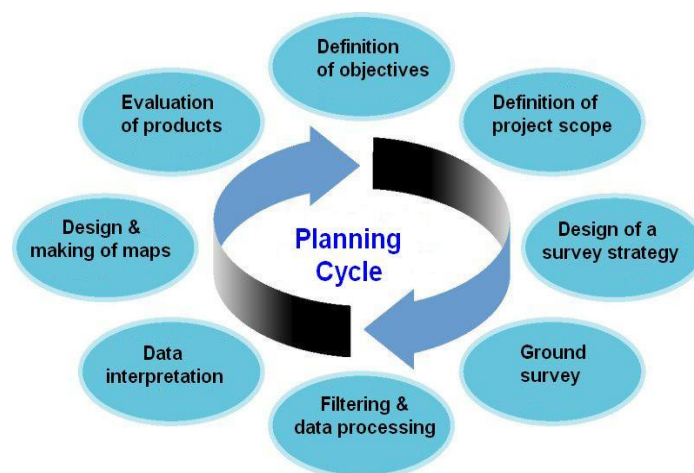 Definition
of objectives
Definition of
project scope
Design of a
survey strategy
Ground
survey
Filtering &
data processing
Data
interpretation
Design &
making of maps
Evaluation
of products
Planning
Cycle